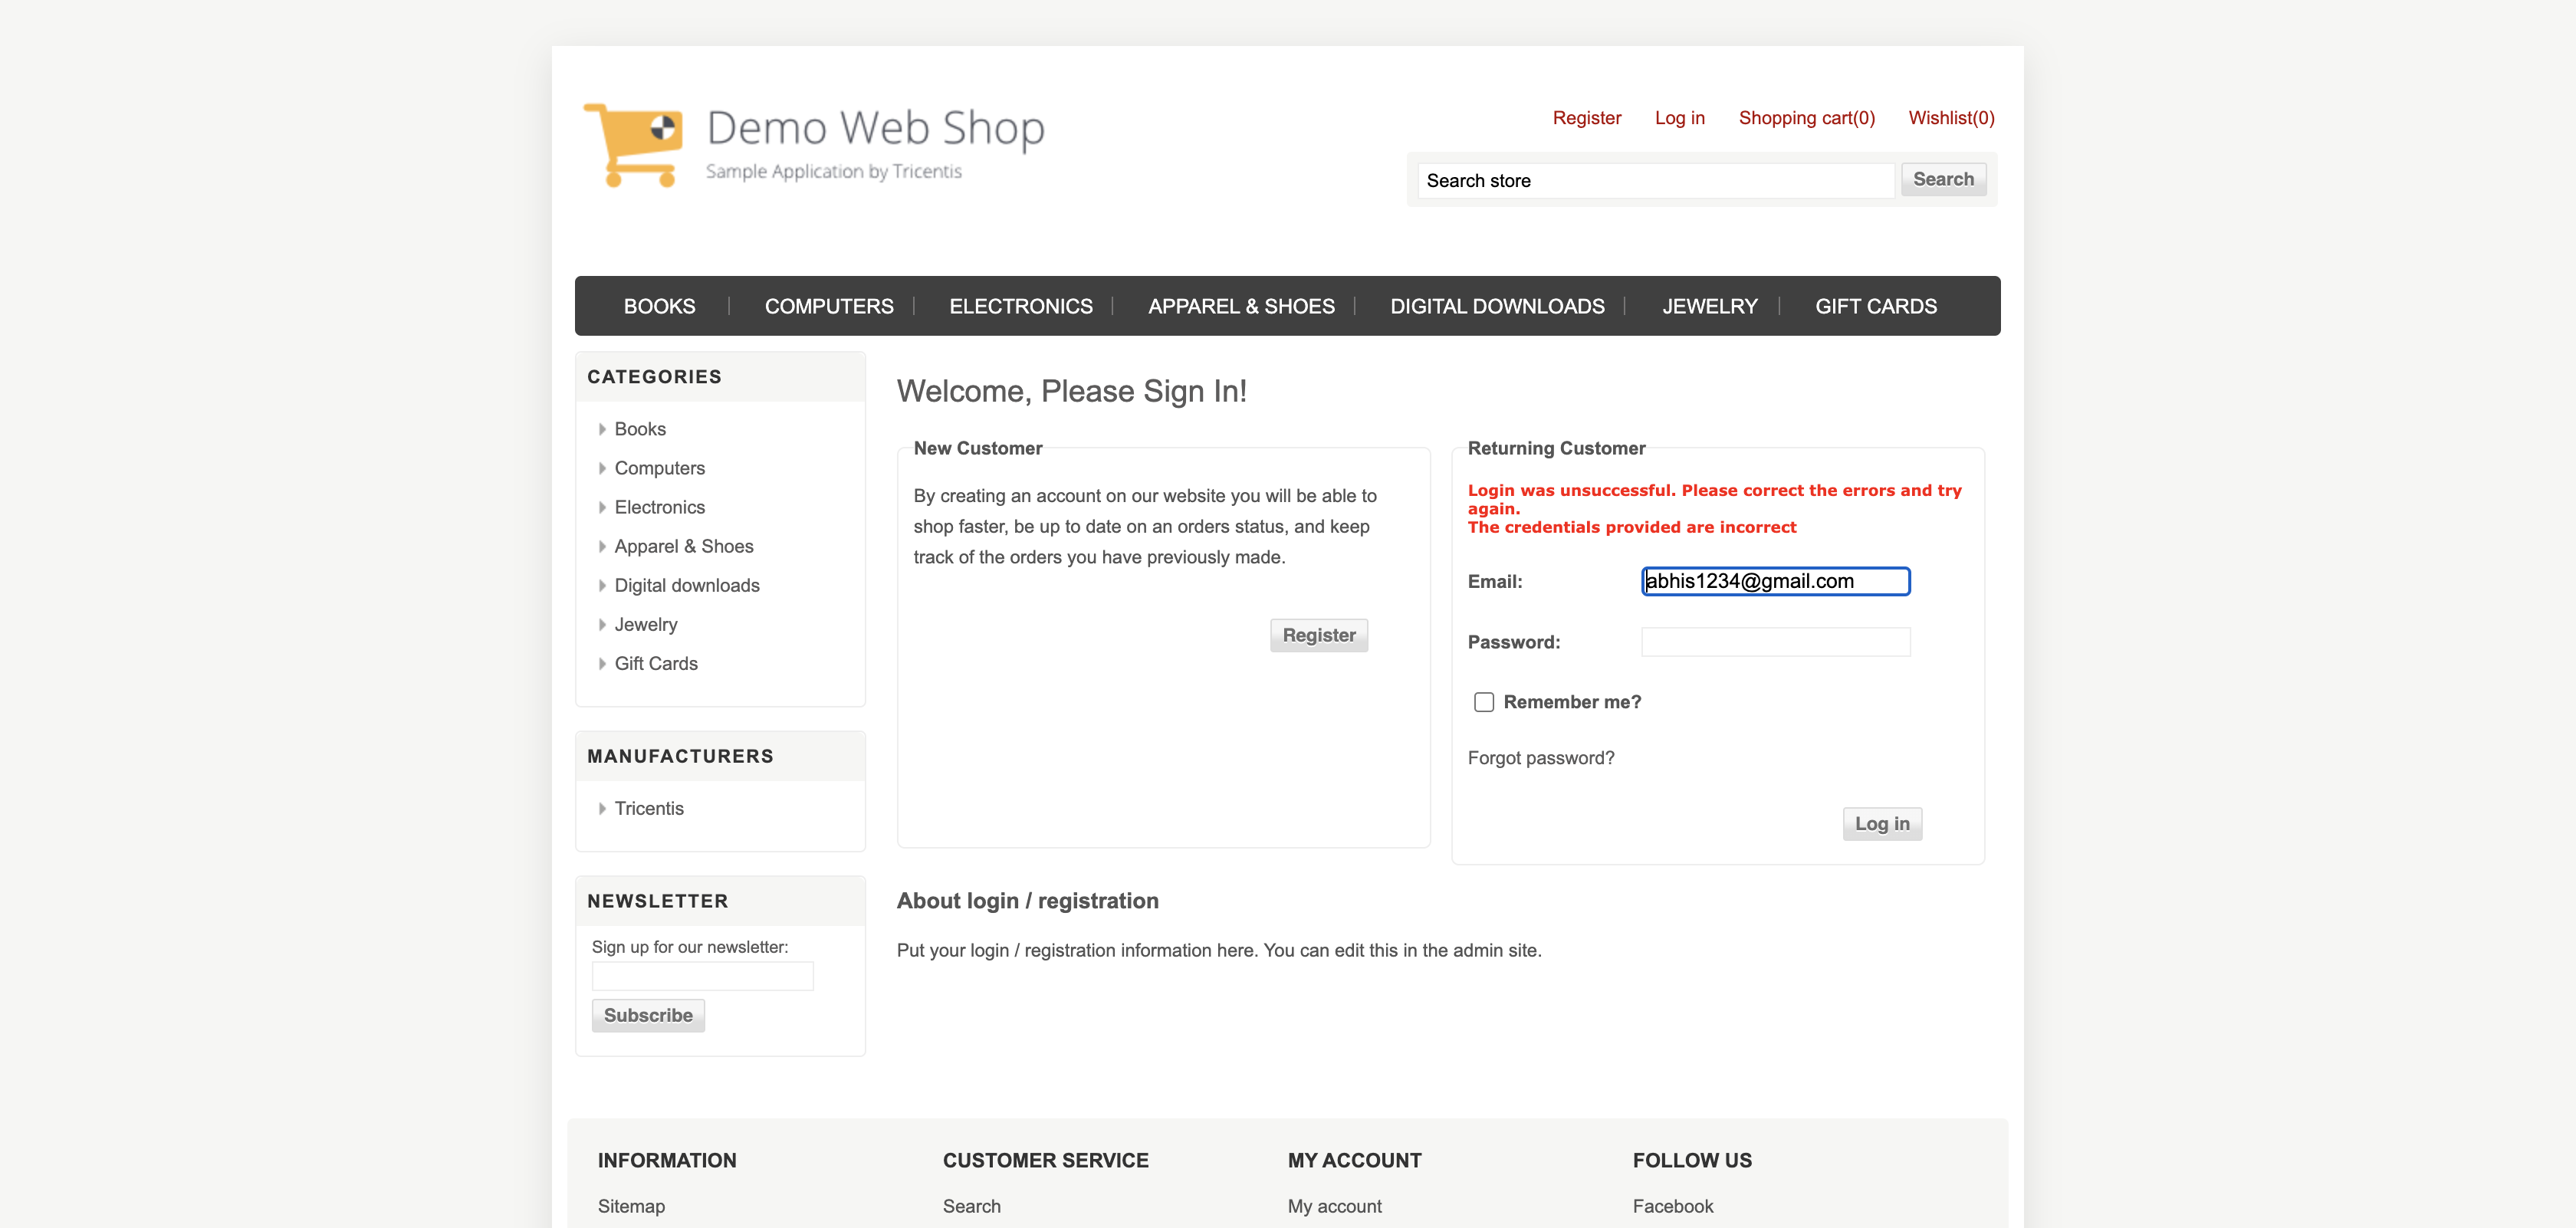 Demo Web Shop
Sample Application by Tricentis
Register Log in Shopping cart(0) Wishlist(0)
Search store Search
BOOKS COMPUTERS ELECTRONICS APPAREL & SHOES DIGITAL DOWNLOADS JEWELRY GIFT CARDS
CATEGORIES
Books
Computers
Electronics
Apparel & Shoes
Digital downloads
Jewelry
Gift Cards
MANUFACTURERS
Tricentis
NEWSLETTER
Sign up for our newsletter:
Subscribe
Welcome, Please Sign In!
New Customer
By creating an account on our website you will be able to
shop faster, be up to date on an orders status, and keep
track of the orders you have previously made.
Register
Returning Customer
Login was unsuccessful. Please correct the errors and try
again.
The credentials provided are incorrect
Email: abhis1234@gmail.com
Password:
Remember me?
Forgot password?
Log in
About login / registration
Put your login / registration information here. You can edit this in the admin site.
INFORMATION CUSTOMER SERVICE MY ACCOUNT FOLLOW US
Sitemap Search My account Facebook